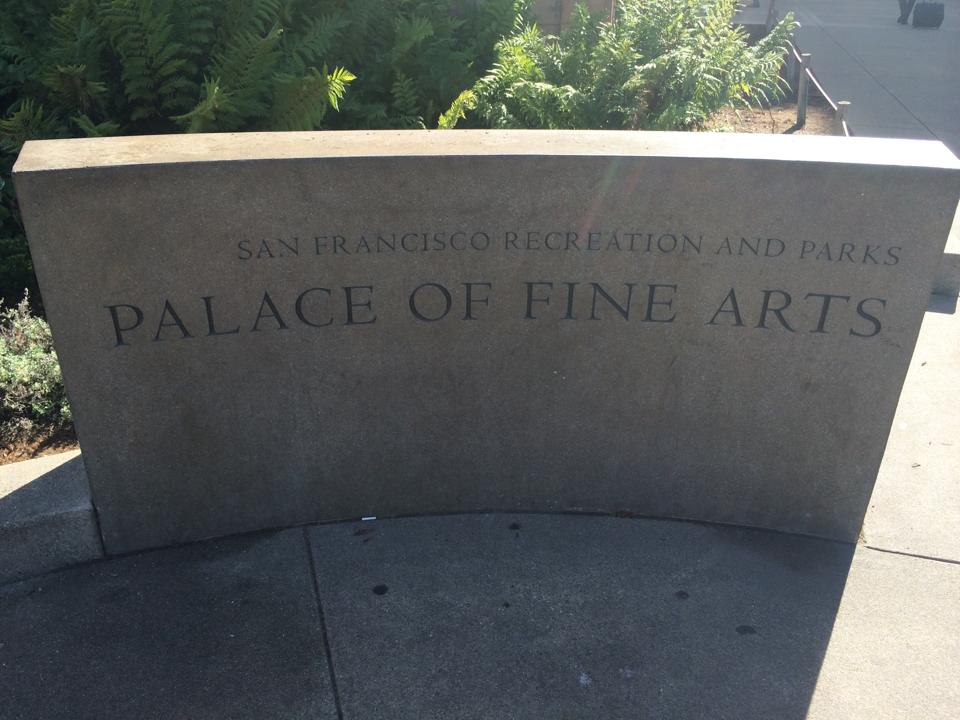 SAN FRANCISCO RECREATION AND PARKS
PALACE OF FINE ARTS